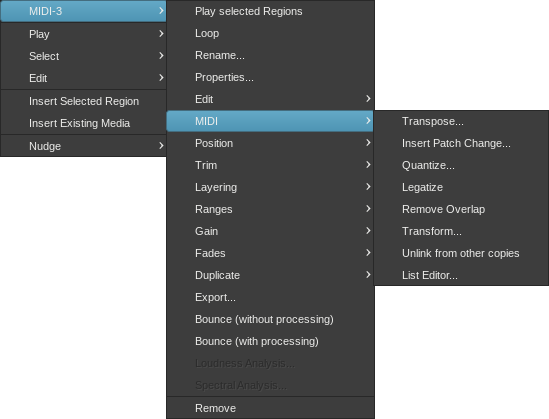 MIDI-3
Play
Select
Edit
Insert Selected Region
Insert Existing Media
Nudge
Play selected Regions
Loop
Rename...
Properties...
Edit
MIDI
Position
Trim
Layering
Ranges
Gain
Fades
Duplicate
Export...
Bounce (without processing)
Bounce (with processing)
Loudness Analysis...
Spectral Analysis...
Remove
Transpose...
Insert Patch Change...
Quantize...
Legatize
Remove Overlap
Transform...
Unlink from other copies
List Editor...